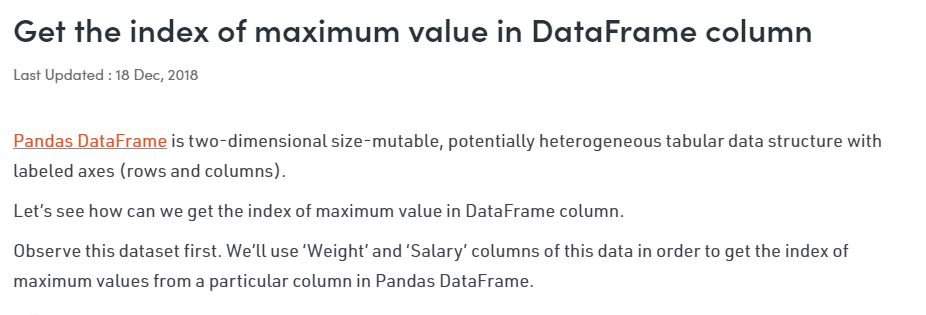 Get the index of maximum value in DataFrame column
Last Updated : 18 Dec, 2018
Pandas DataFrame is two-dimensional size-mutable, potentially heterogeneous tabular data structure with
labeled axes (rows and columns).
Let’s see how can we get the index of maximum value in DataFrame column.
Observe this dataset first. We’ll use ‘Weight’ and ‘Salary’ columns of this data in order to get the index of
maximum values from a particular column in Pandas DataFrame.